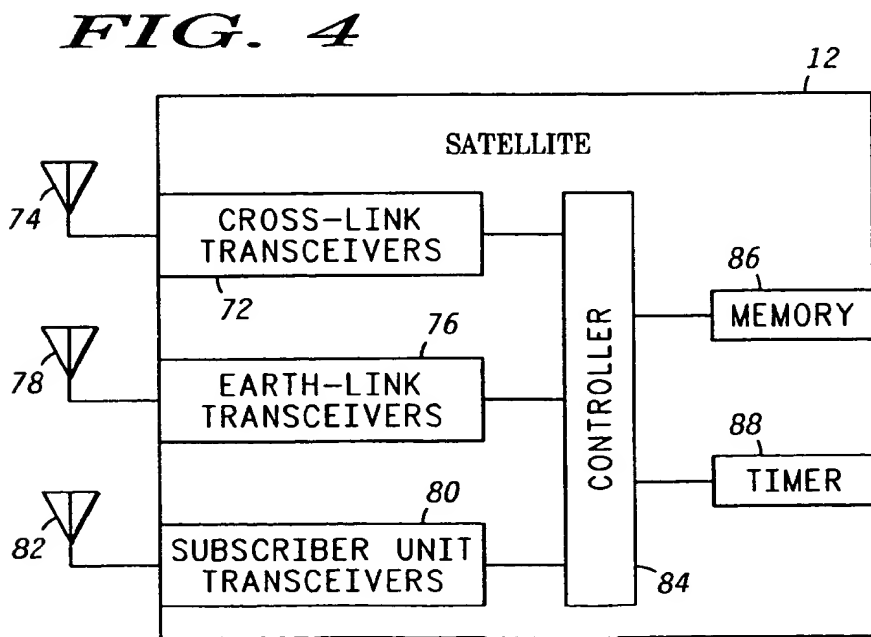 FIG. 4
12
SATELLITE
74
CROSS-LINK
TRANSCEIVERS
72
86
MEMORY
76
78
EARTH-LINK
TRANSCEIVERS
CONTROLLER
88
TIMER
80
82
SUBSCRIBER UNIT
TRANSCEIVERS
84